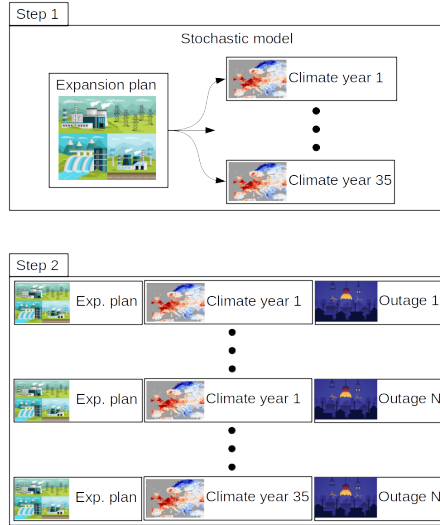 Step 1
Stochastic model
Expansion plan
Climate year 1
Climate year 35
Step 2
Exp. plan Climate year 1 Outage 1
Exp. plan Climate year 1 Outage N
Exp. plan Climate year 35 Outage N